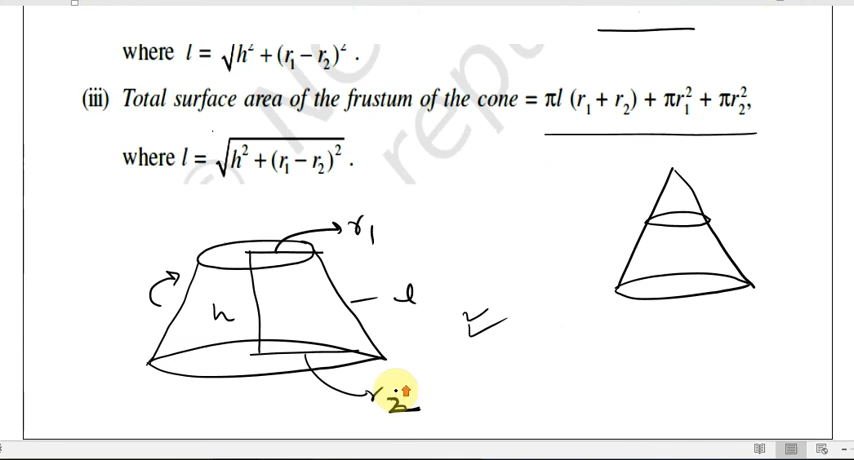 where l = √h² + (r₁ – r₂)² .
(iii) Total surface area of the frustum of the cone = πl (r₁ + r₂) + πr₁² + πr₂²,
where l = √h² + (r₁ – r₂)² .
r₁
h
l
r₂